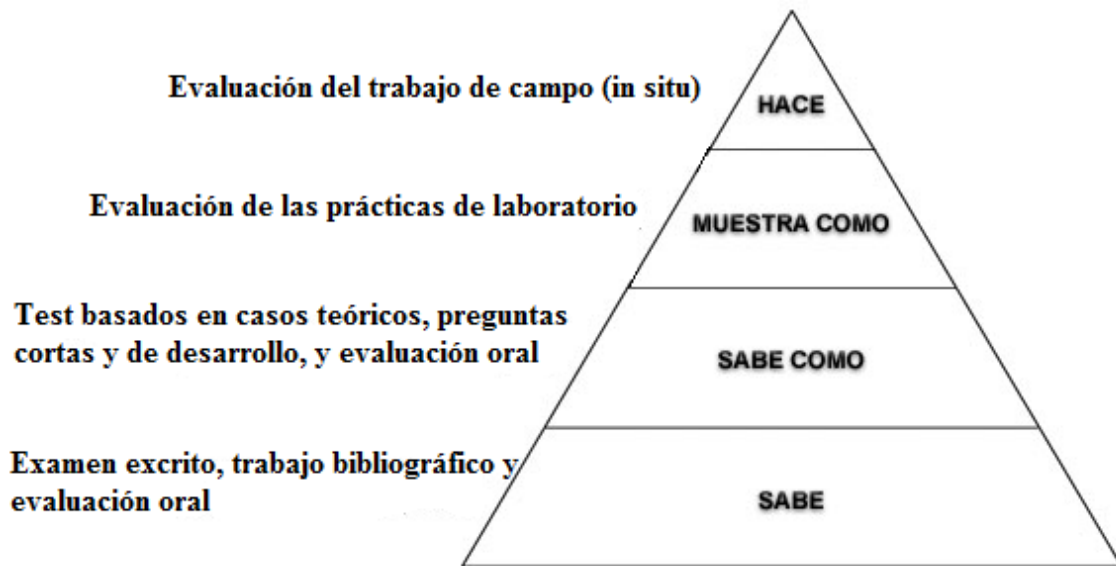 Evaluación del trabajo de campo (in situ)
HACE
Evaluación de las prácticas de laboratorio
MUESTRA COMO
Test basados en casos teóricos, preguntas
cortas y de desarrollo, y evaluación oral
SABE COMO
Examen excrito, trabajo bibliográfico y
evaluación oral
SABE